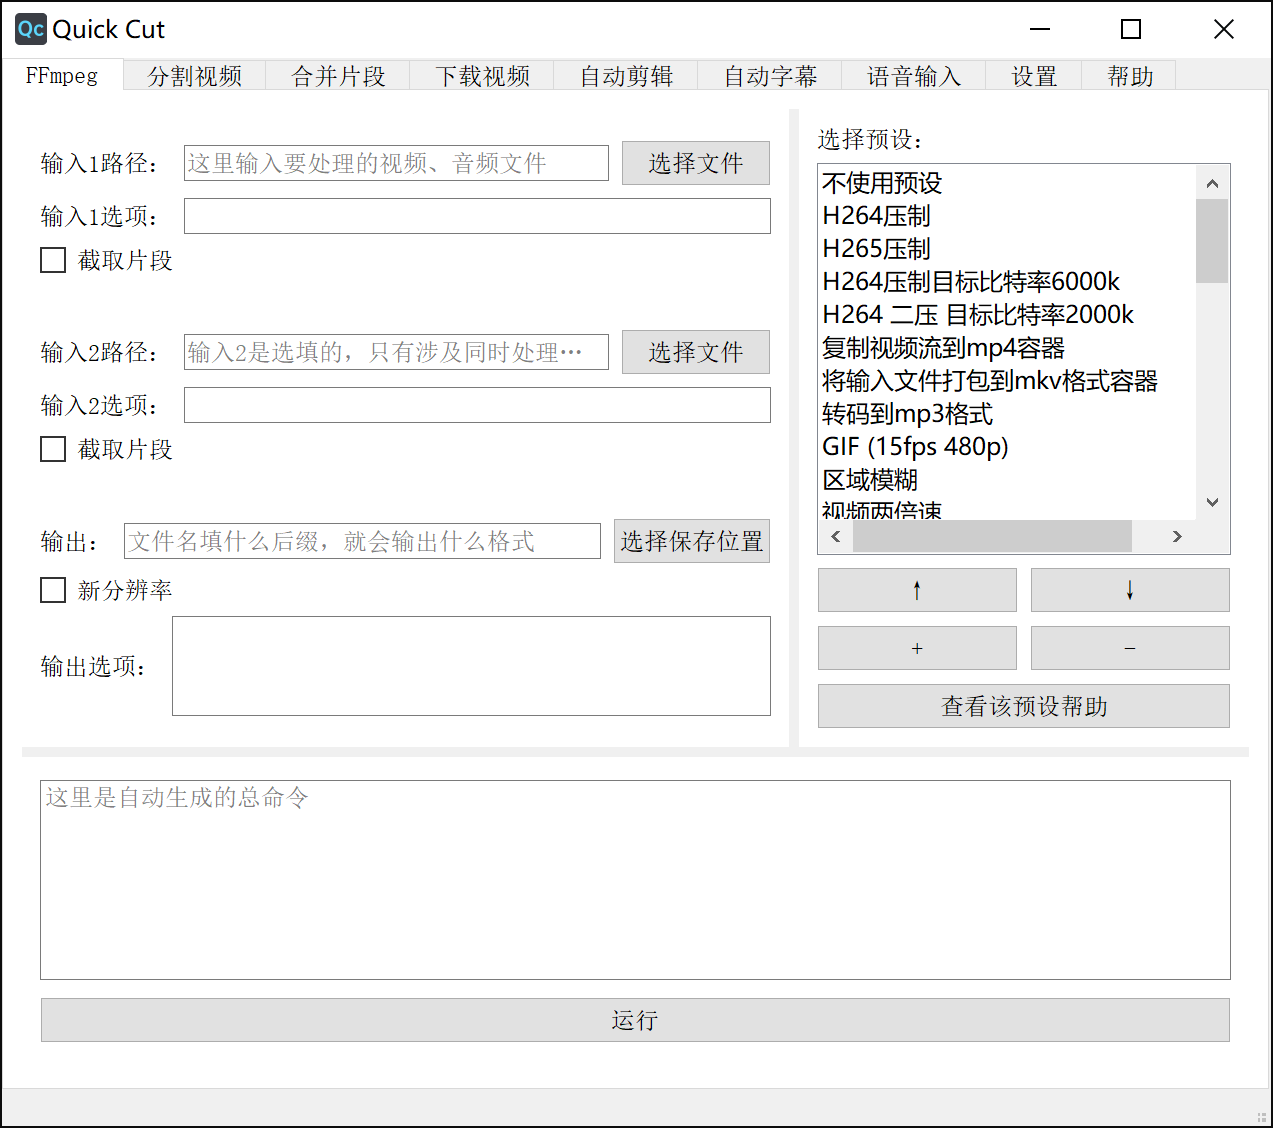 Qc Quick Cut
FFmpeg 分割视频 合并片段 下载视频 自动剪辑 自动字幕 语音输入 设置 帮助
输入1路径： 这里输入要处理的视频、音频文件 选择文件
输入1选项：
截取片段
输入2路径： 输入2是选填的，只有涉及同时处理… 选择文件
输入2选项：
截取片段
输出： 文件名填什么后缀，就会输出什么格式 选择保存位置
新分辨率
输出选项：
选择预设：
不使用预设
H264压制
H265压制
H264压制目标比特率6000k
H264 二压 目标比特率2000k
复制视频流到mp4容器
将输入文件打包到mkv格式容器
转码到mp3格式
GIF (15fps 480p)
区域模糊
视频两倍速
↑ ↓
+ -
查看该预设帮助
这里是自动生成的总命令
运行